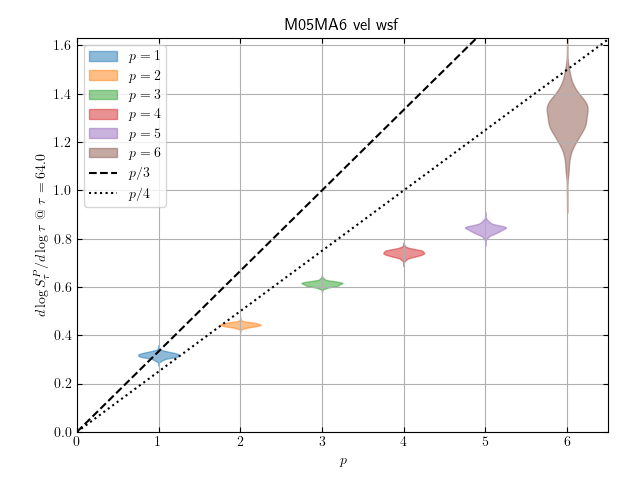 M05MA6 vel wsf
d log S_τ^P / d log τ @ τ = 64.0
1.6
1.4
1.2
1.0
0.8
0.6
0.4
0.2
0.0
p = 1
p = 2
p = 3
p = 4
p = 5
p = 6
p/3
p/4
0 1 2 3 4 5 6
p